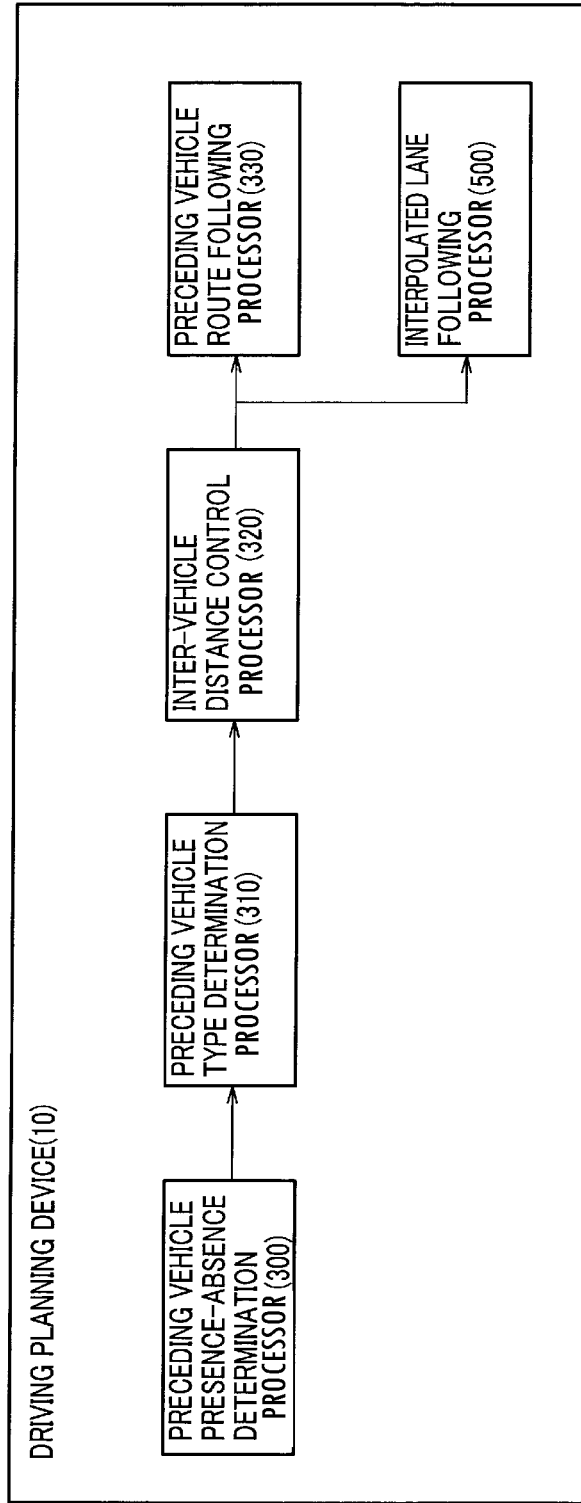 DRIVING PLANNING DEVICE(10)
PRECEDING VEHICLE
PRESENCE-ABSENCE
DETERMINATION
PROCESSOR (300)
PRECEDING VEHICLE
TYPE DETERMINATION
PROCESSOR (310)
INTER-VEHICLE
DISTANCE CONTROL
PROCESSOR (320)
PRECEDING VEHICLE
ROUTE FOLLOWING
PROCESSOR (330)
INTERPOLATED LANE
FOLLOWING
PROCESSOR (500)